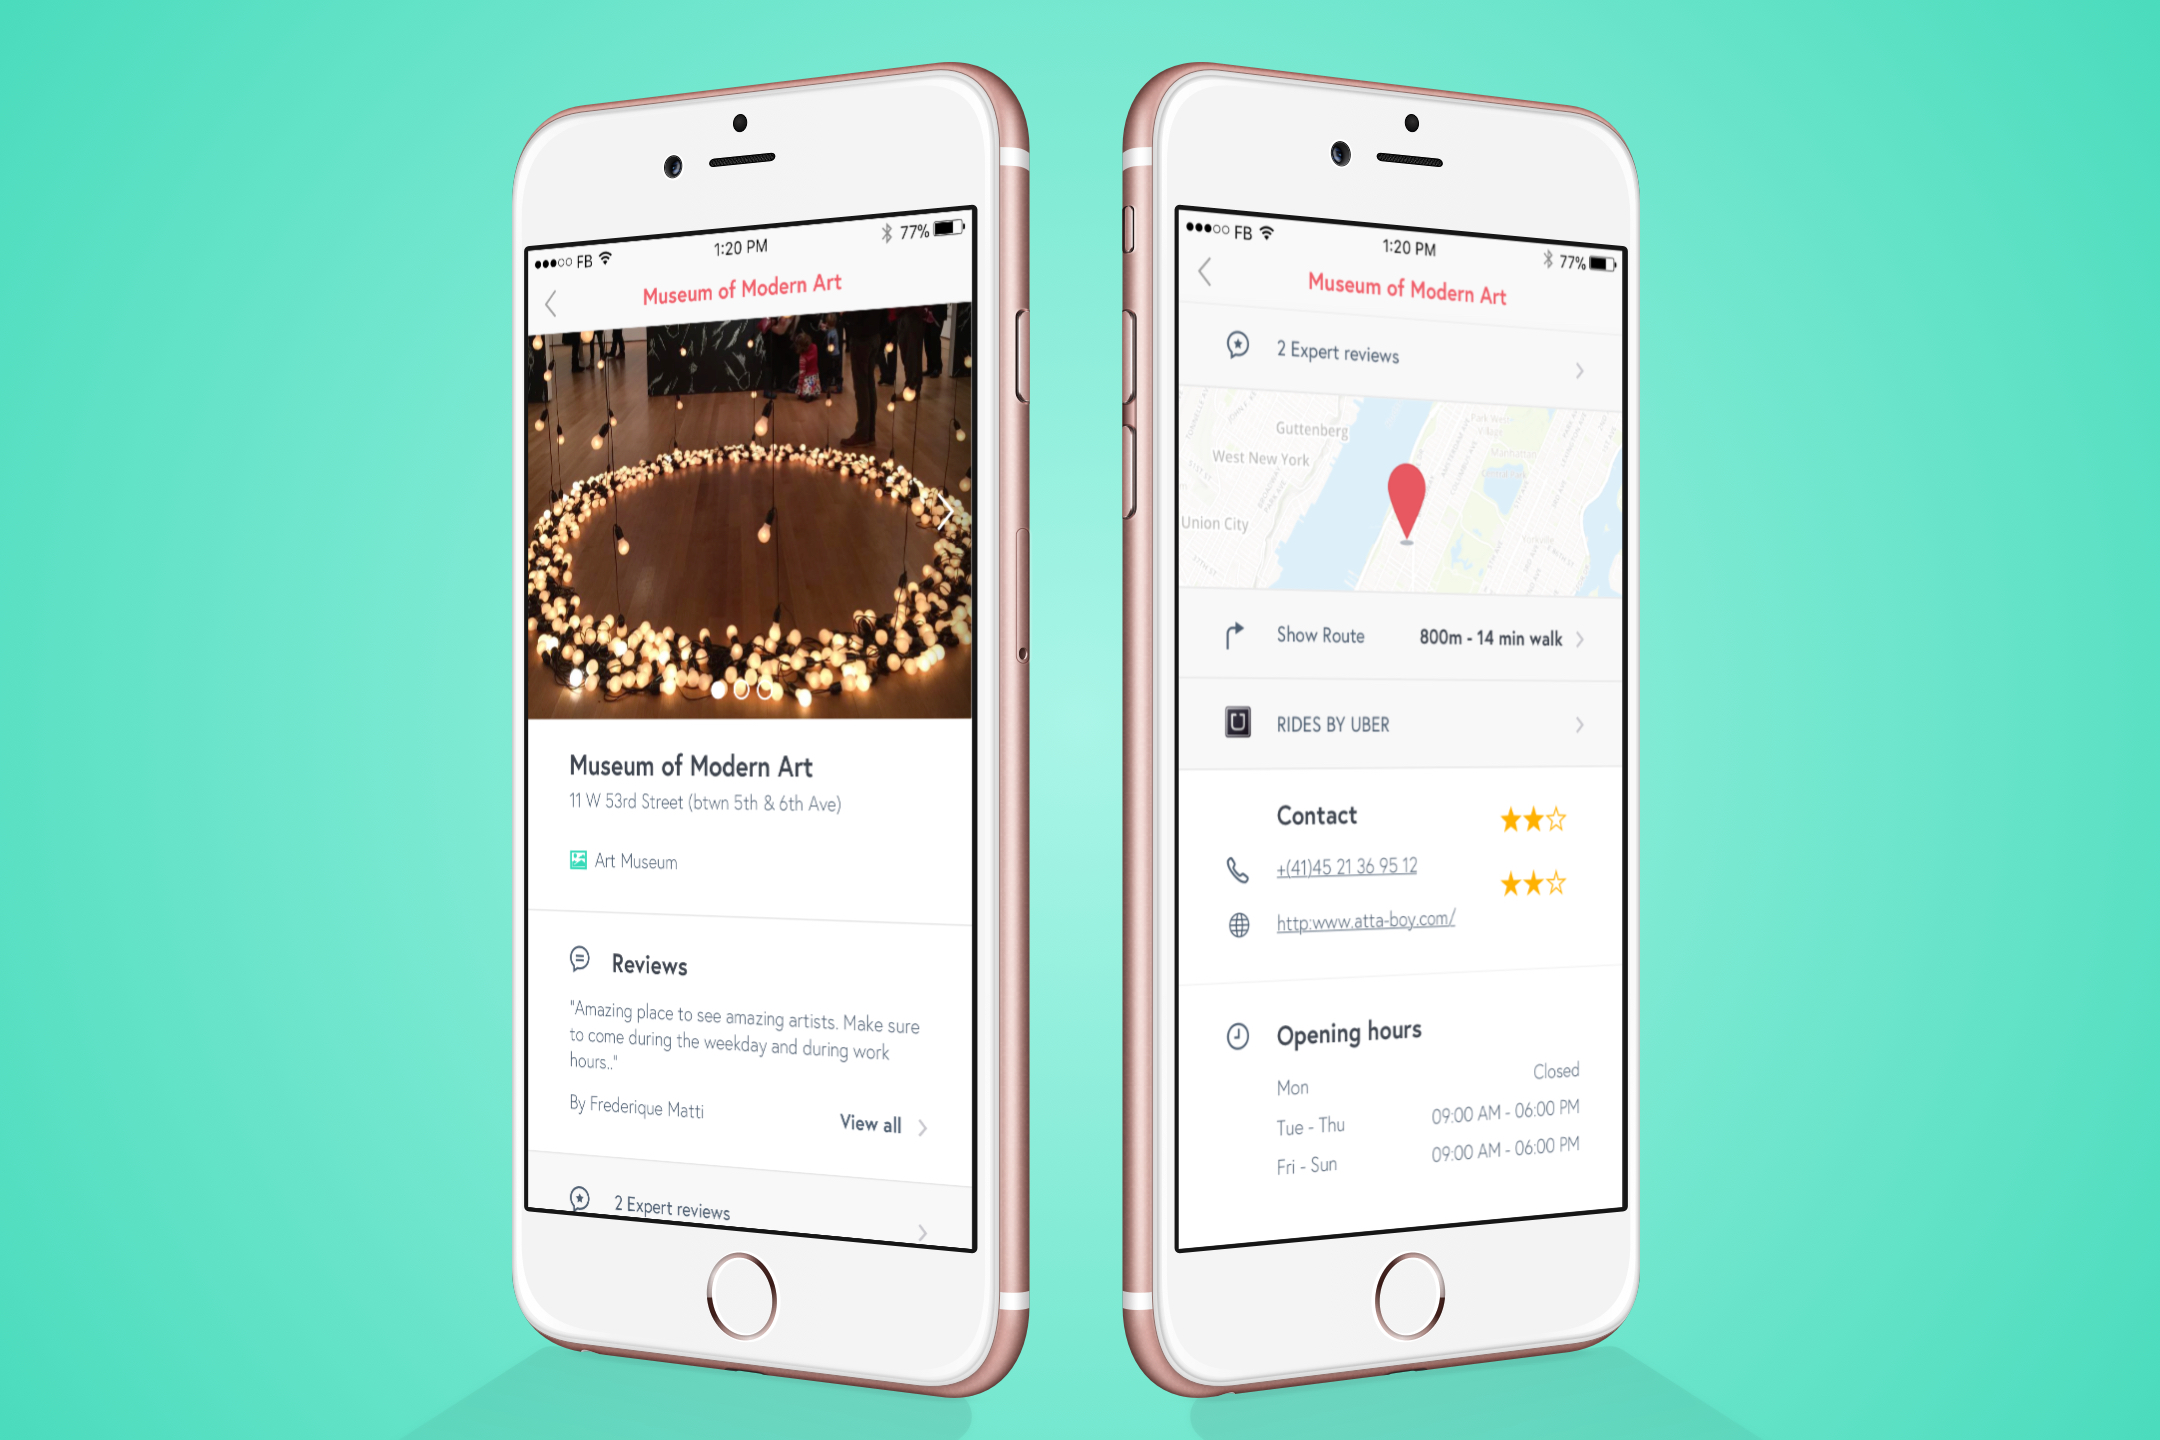 FB
1:20 PM
77%
Museum of Modern Art
Museum of Modern Art
11 W 53rd Street (btwn 5th & 6th Ave)
Art Museum
Reviews
"Amazing place to see amazing artists. Make sure
to come during the weekday and during work
hours.."
By Frederique Matti
View all
2 Expert reviews
FB
1:20 PM
77%
Museum of Modern Art
2 Expert reviews
Guttenberg
West New York
Union City
Manhattan
Yorkville
Show Route
800m - 14 min walk
RIDES BY UBER
Contact
+(41)45 21 36 95 12
http:www.atta-boy.com/
Opening hours
Mon
Closed
Tue - Thu
09:00 AM - 06:00 PM
Fri - Sun
09:00 AM - 06:00 PM